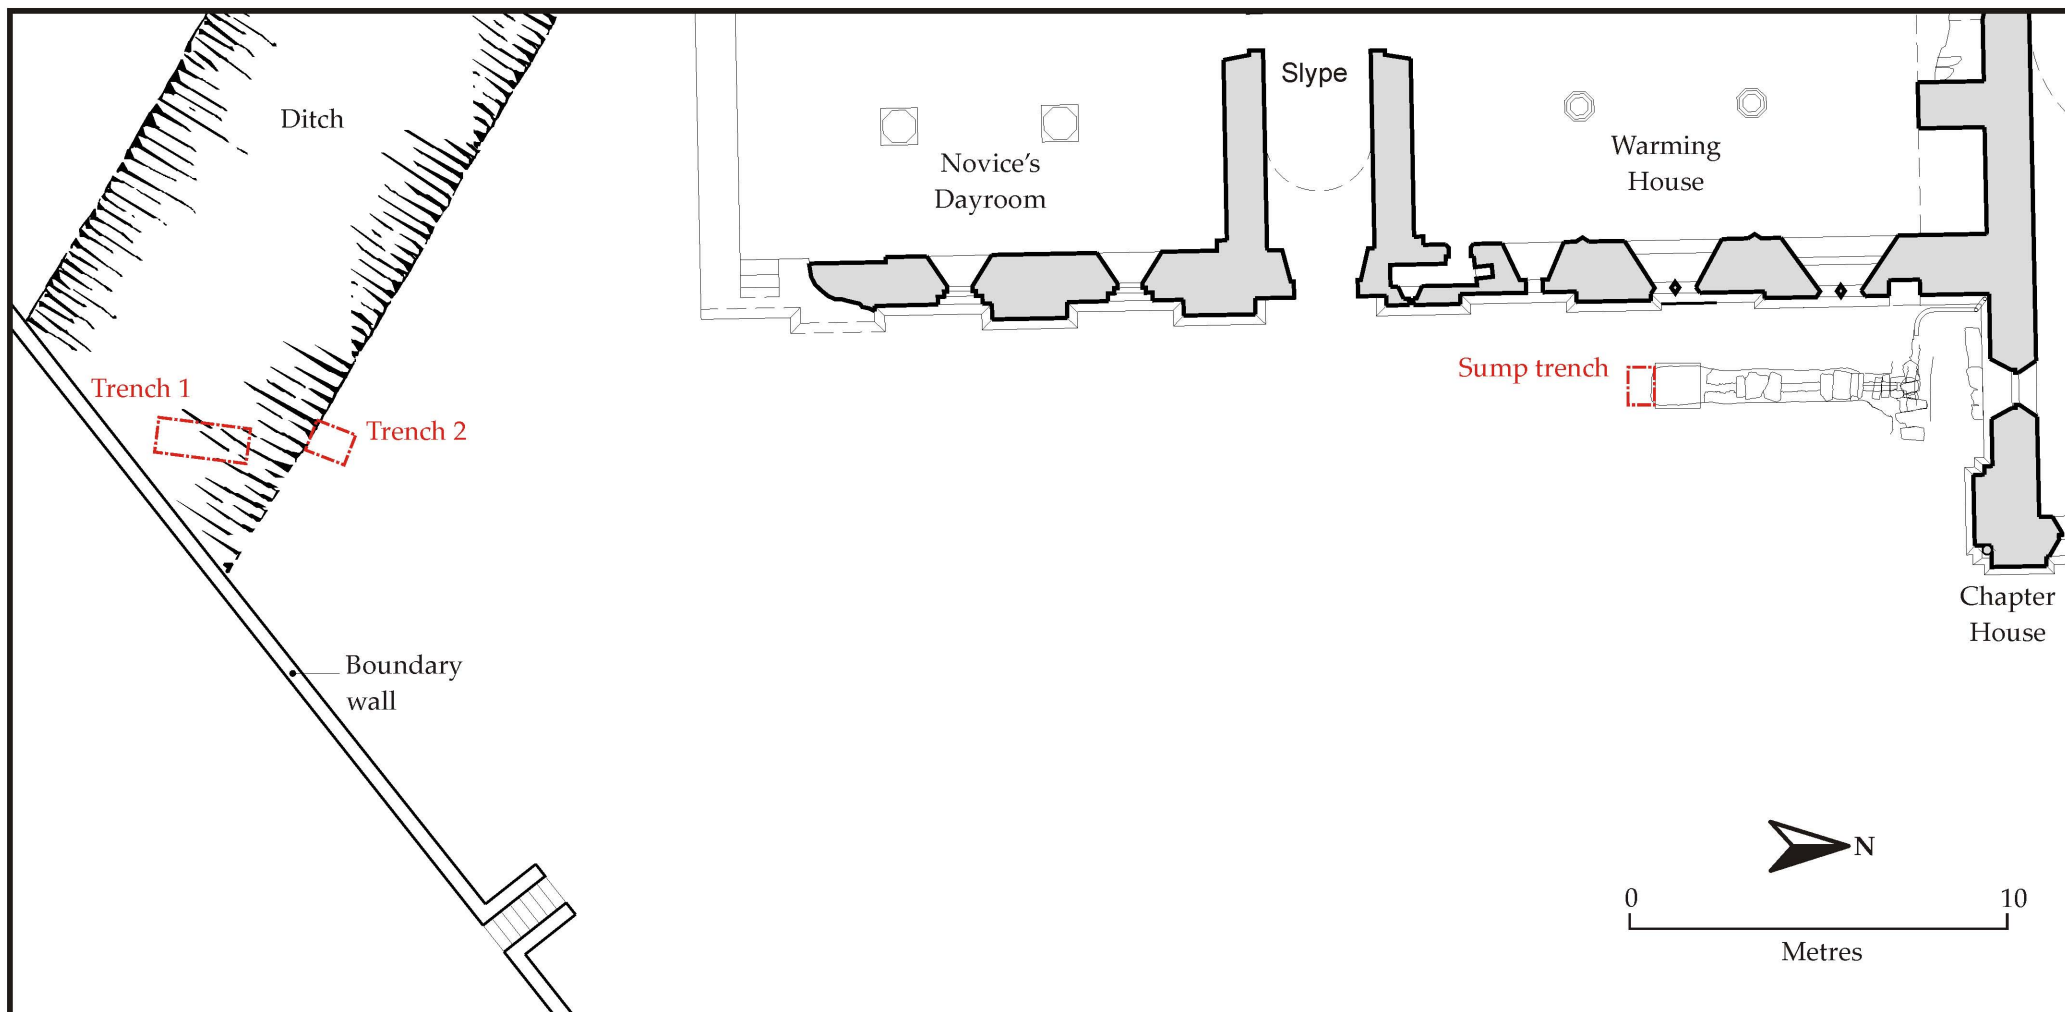 Slype
Ditch
Novice’s
Dayroom
Warming
House
Trench 1
Sump trench
Trench 2
Chapter
House
Boundary
wall
N
0 10
Metres